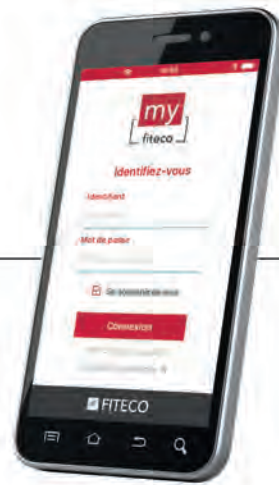 my
fiteco
Identifiez-vous
Identifiant
Mot de passe
Se souvenir de moi
Connexion
FITECO